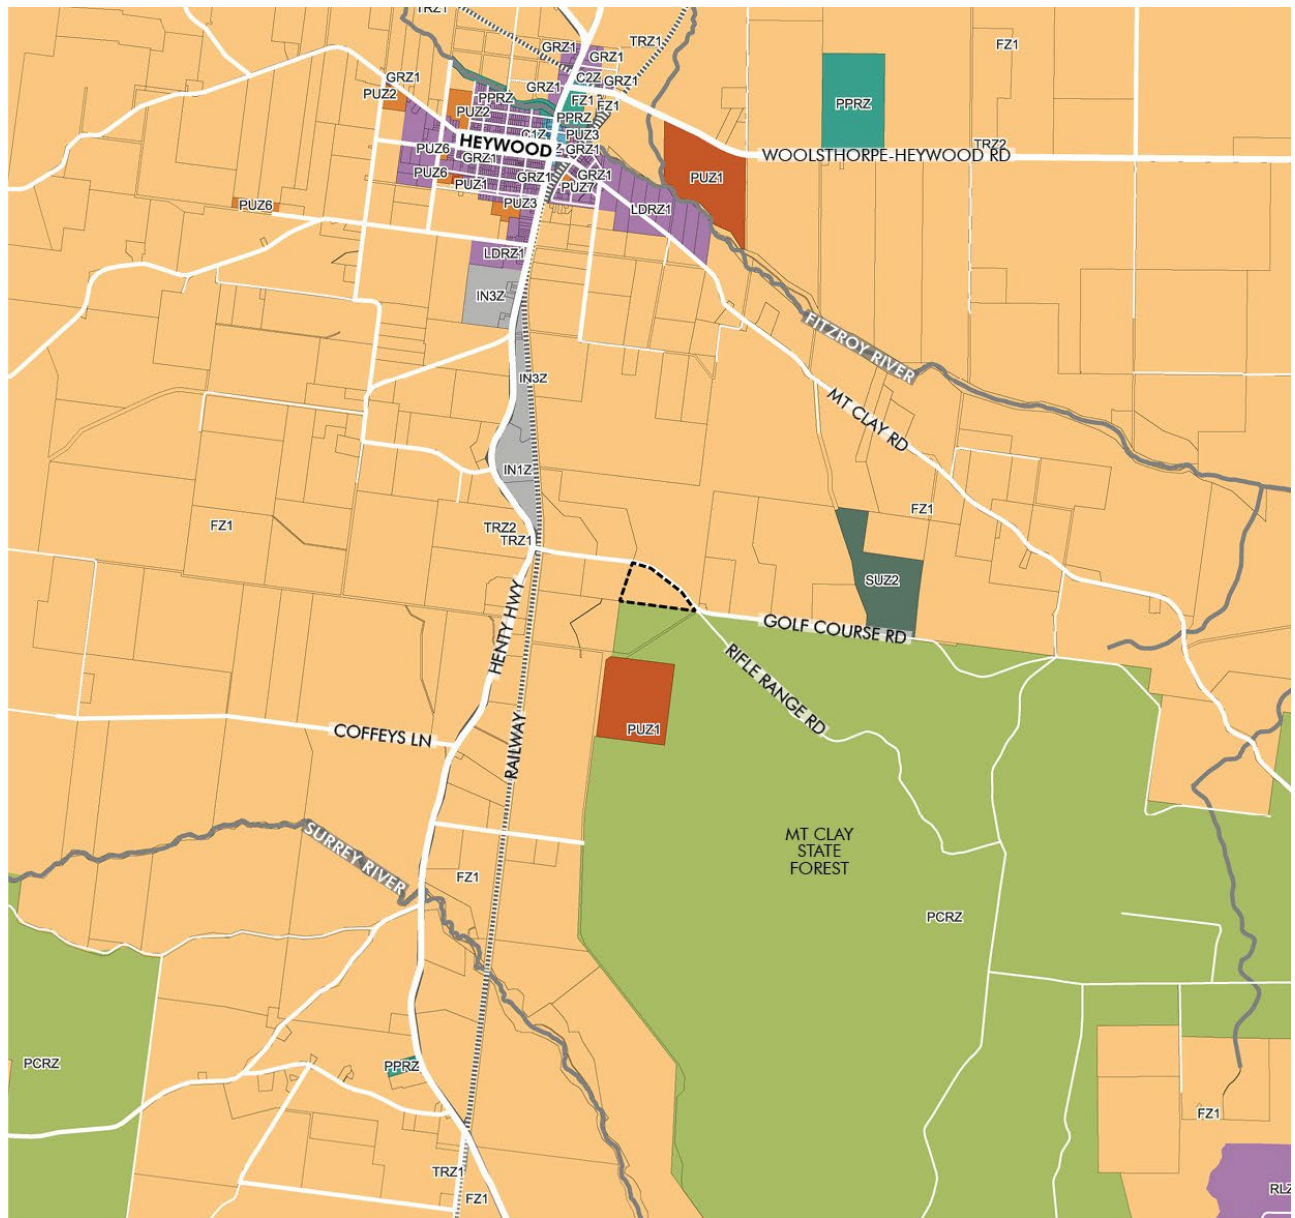 TRZ1
GRZ1
TRZ1
FZ1
GRZ1
GRZ1
PUZ2
GRZ1
C2Z
GRZ1
PPRZ
FZ1
FZ1
PPRZ
PUZ2
PPRZ
C1Z
PUZ3
TRZ2
HEYWOOD
PUZ6
GRZ1
GRZ1
WOOLSTHORPE-HEYWOOD RD
PUZ6
PUZ1
GRZ1
GRZ1
PUZ7
PUZ1
PUZ6
PUZ3
LDRZ1
LDRZ1
IN3Z
FITZROY RIVER
IN3Z
MT CLAY RD
IN1Z
FZ1
TRZ2
FZ1
TRZ1
SUZ2
HENTY HWY
GOLF COURSE RD
RIFLE RANGE RD
COFFEYS LN
RAILWAY
PUZ1
SURREY RIVER
MT CLAY
STATE
FOREST
FZ1
PCRZ
PCRZ
PPRZ
FZ1
TRZ1
FZ1
RLZ